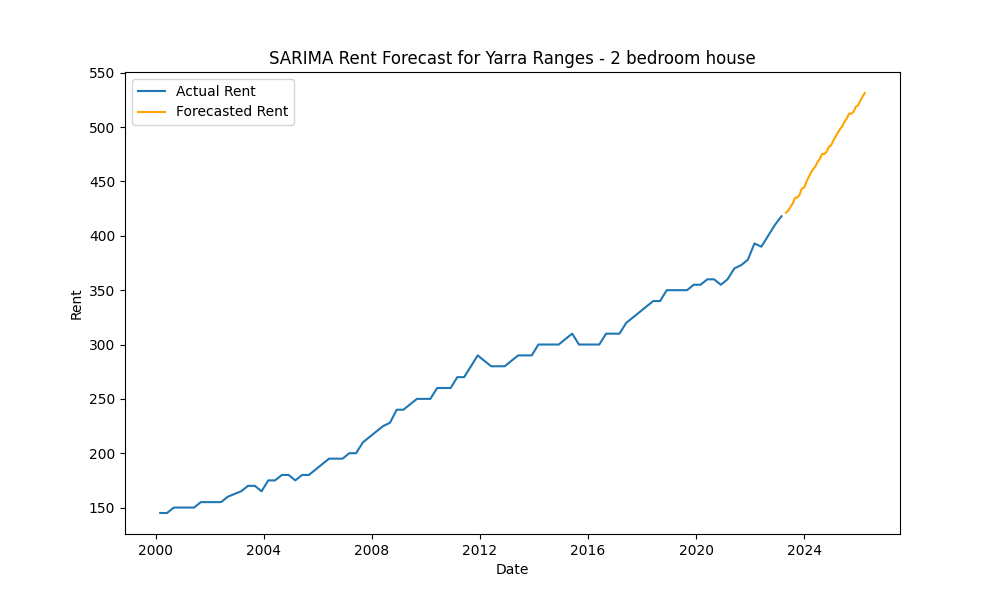 SARIMA Rent Forecast for Yarra Ranges - 2 bedroom house
Actual Rent
Forecasted Rent
550
500
450
400
350
300
250
200
150
Rent
2000 2004 2008 2012 2016 2020 2024
Date